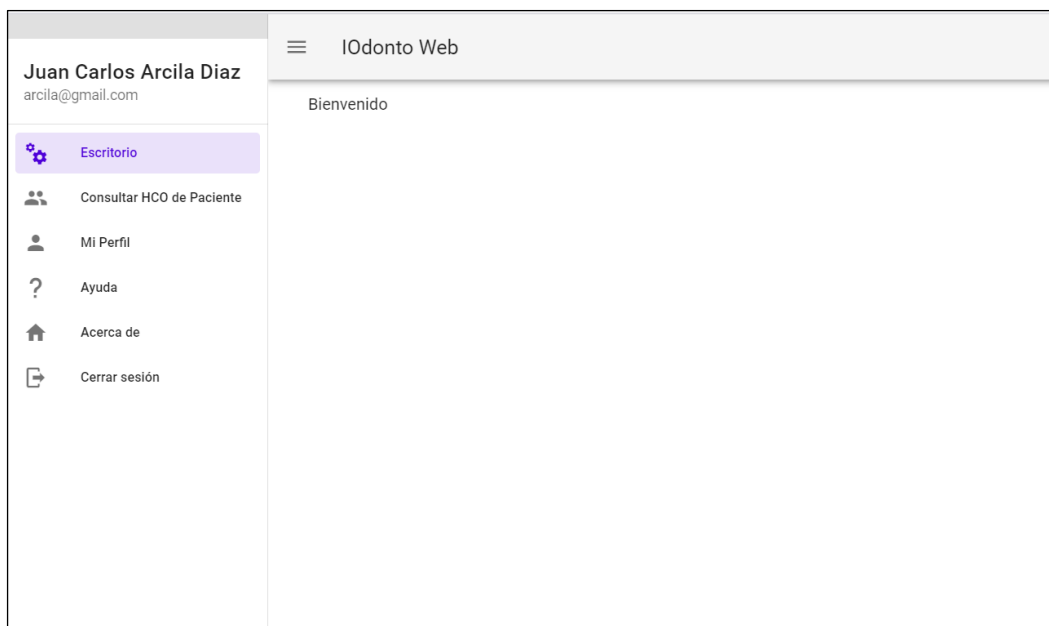 Juan Carlos Arcila Diaz
arcila@gmail.com
Escritorio
Consultar HCO de Paciente
Mi Perfil
Ayuda
Acerca de
Cerrar sesión
IOdonto Web
Bienvenido